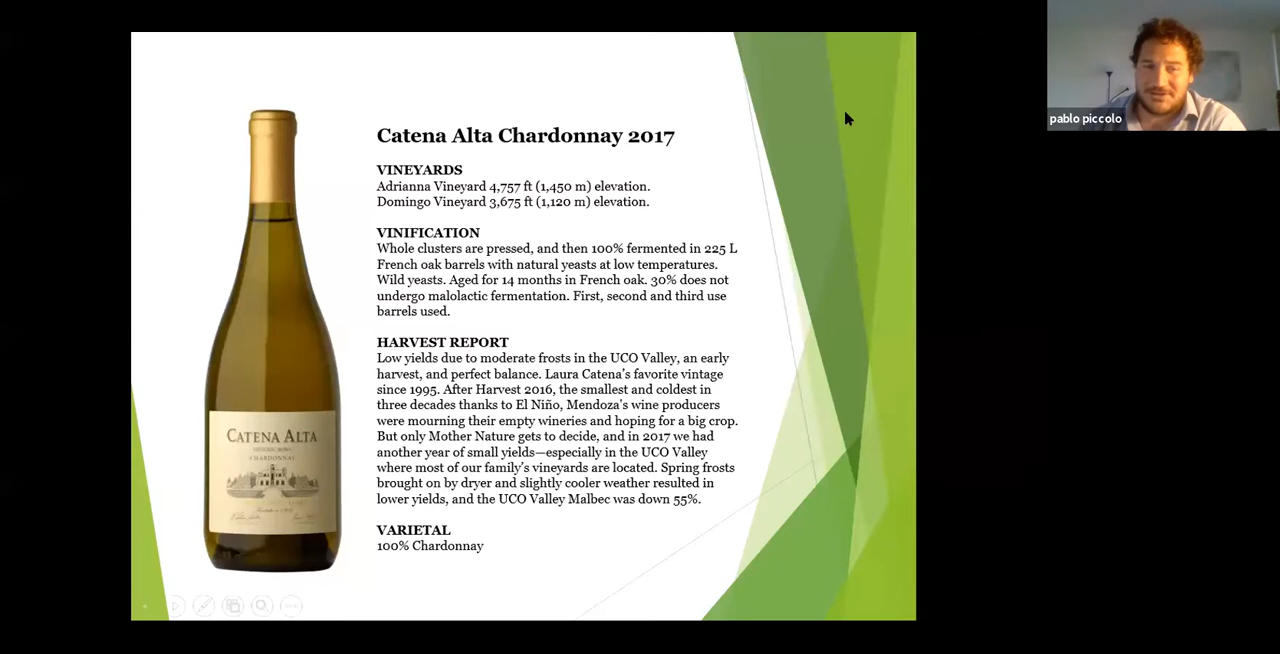 Catena Alta Chardonnay 2017
VINEYARDS
Adrianna Vineyard 4,757 ft (1,450 m) elevation.
Domingo Vineyard 3,675 ft (1,120 m) elevation.
VINIFICATION
Whole clusters are pressed, and then 100% fermented in 225 L
French oak barrels with natural yeasts at low temperatures.
Wild yeasts. Aged for 14 months in French oak. 30% does not
undergo malolactic fermentation. First, second and third use
barrels used.
HARVEST REPORT
Low yields due to moderate frosts in the UCO Valley, an early
harvest, and perfect balance. Laura Catena's favorite vintage
since 1995. After Harvest 2016, the smallest and coldest in
three decades thanks to El Niño, Mendoza's wine producers
were mourning their empty wineries and hoping for a big crop.
But only Mother Nature gets to decide, and in 2017 we had
another year of small yields—especially in the UCO Valley
where most of our family's vineyards are located. Spring frosts
brought on by dryer and slightly cooler weather resulted in
lower yields, and the UCO Valley Malbec was down 55%.
VARIETAL
100% Chardonnay
CATENA ALTA
HISTORIC ROWS
CHARDONNAY
pablo piccolo